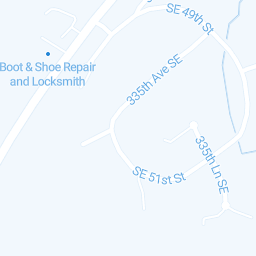 SE 49th St
335th Ave SE
Boot & Shoe Repair
and Locksmith
335th Ln SE
SE 51st St